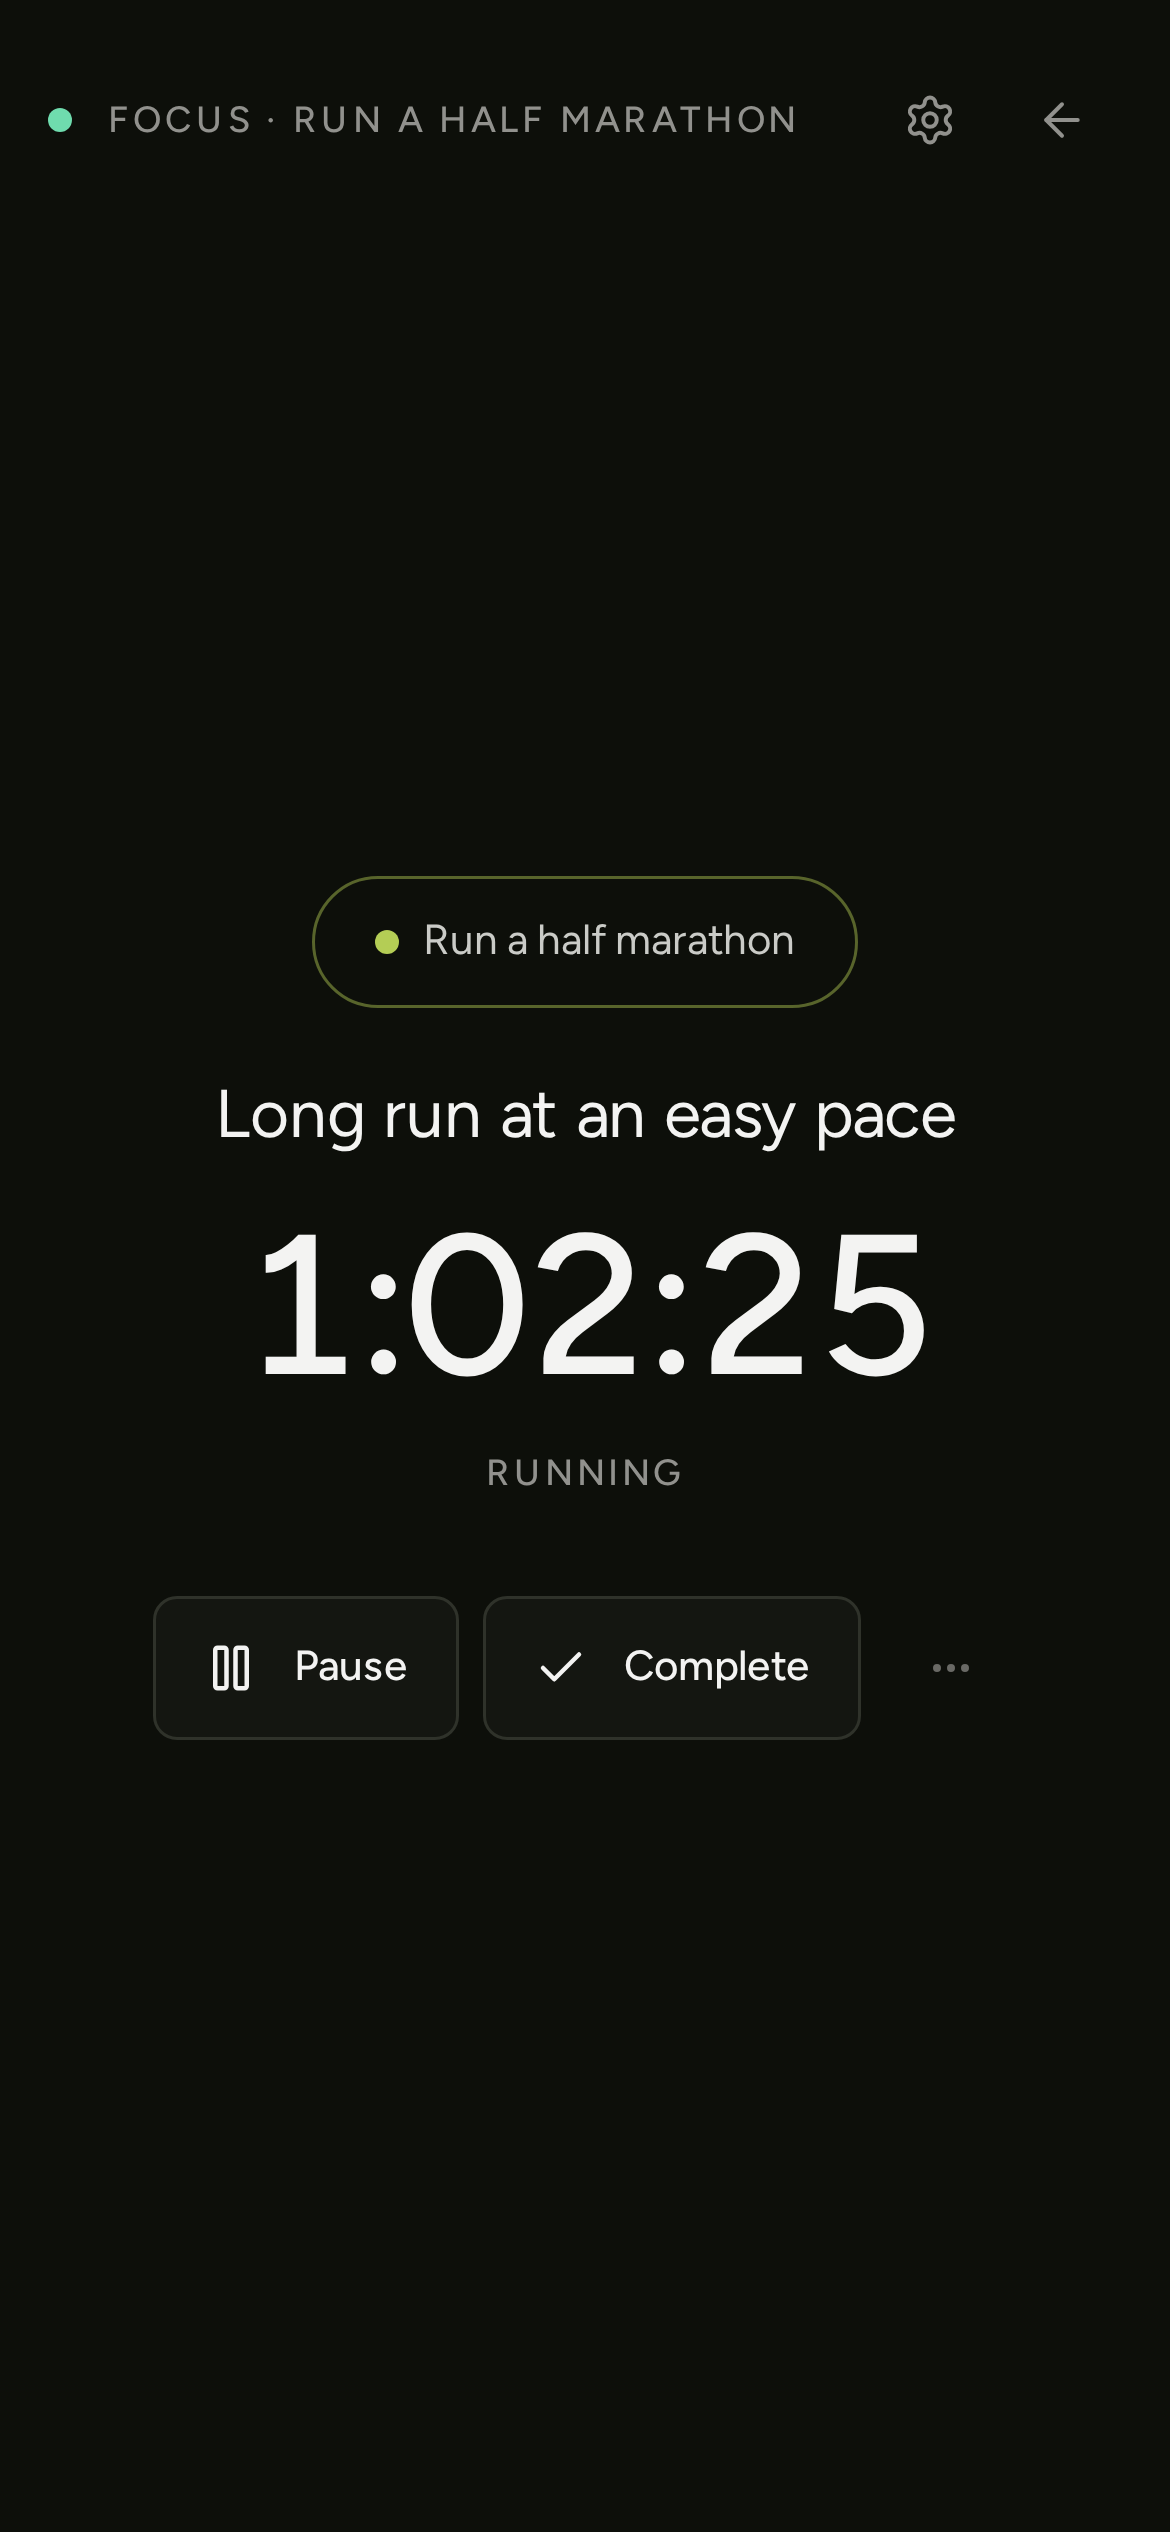 FOCUS · RUN A HALF MARATHON
Run a half marathon
Long run at an easy pace
1:02:25
RUNNING
Pause
Complete